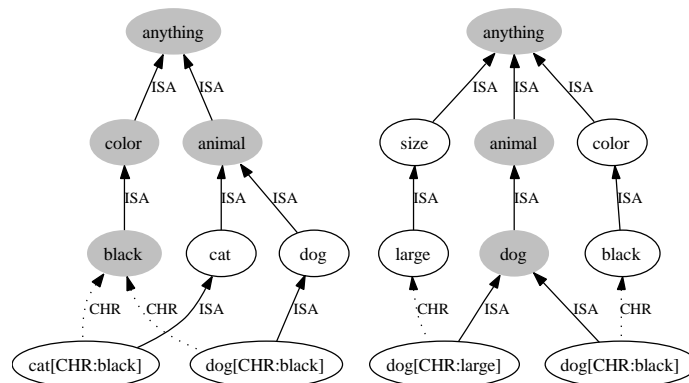 anything anything
ISA ISA ISA ISA ISA
color animal size animal color
ISA ISA ISA ISA ISA ISA
black cat dog large dog black
CHR CHR ISA ISA CHR ISA ISA CHR
cat[CHR:black] dog[CHR:black] dog[CHR:large] dog[CHR:black]